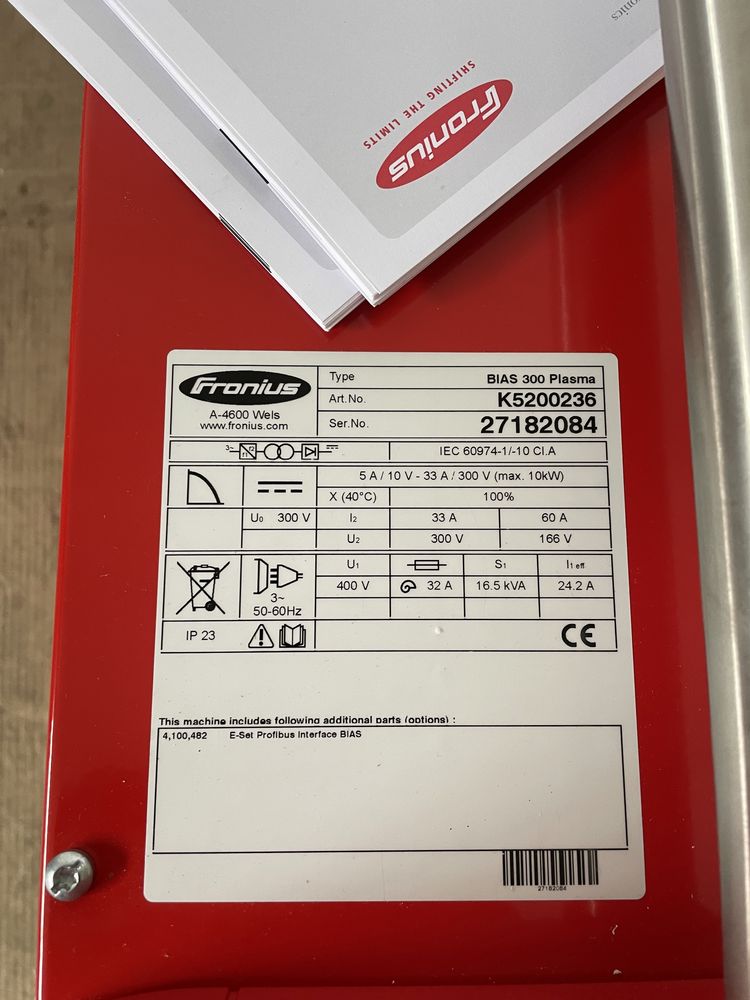 onics
SHIFTING THE LIMITS
Fronius
Fronius
A-4600 Wels
www.fronius.com
Type BIAS 300 Plasma
Art.No. K5200236
Ser.No. 27182084
3~ IEC 60974-1/-10 Cl.A
5 A / 10 V - 33 A / 300 V (max. 10kW)
X (40°C) 100%
U0 300 V I2 33 A 60 A
U2 300 V 166 V
U1 S1 I1 eff
3~ 400 V 32 A 16.5 kVA 24.2 A
50-60Hz
IP 23 CE
This machine includes following additional parts (options) :
4,100,482 E-Set Profibus Interface BIAS
27182084